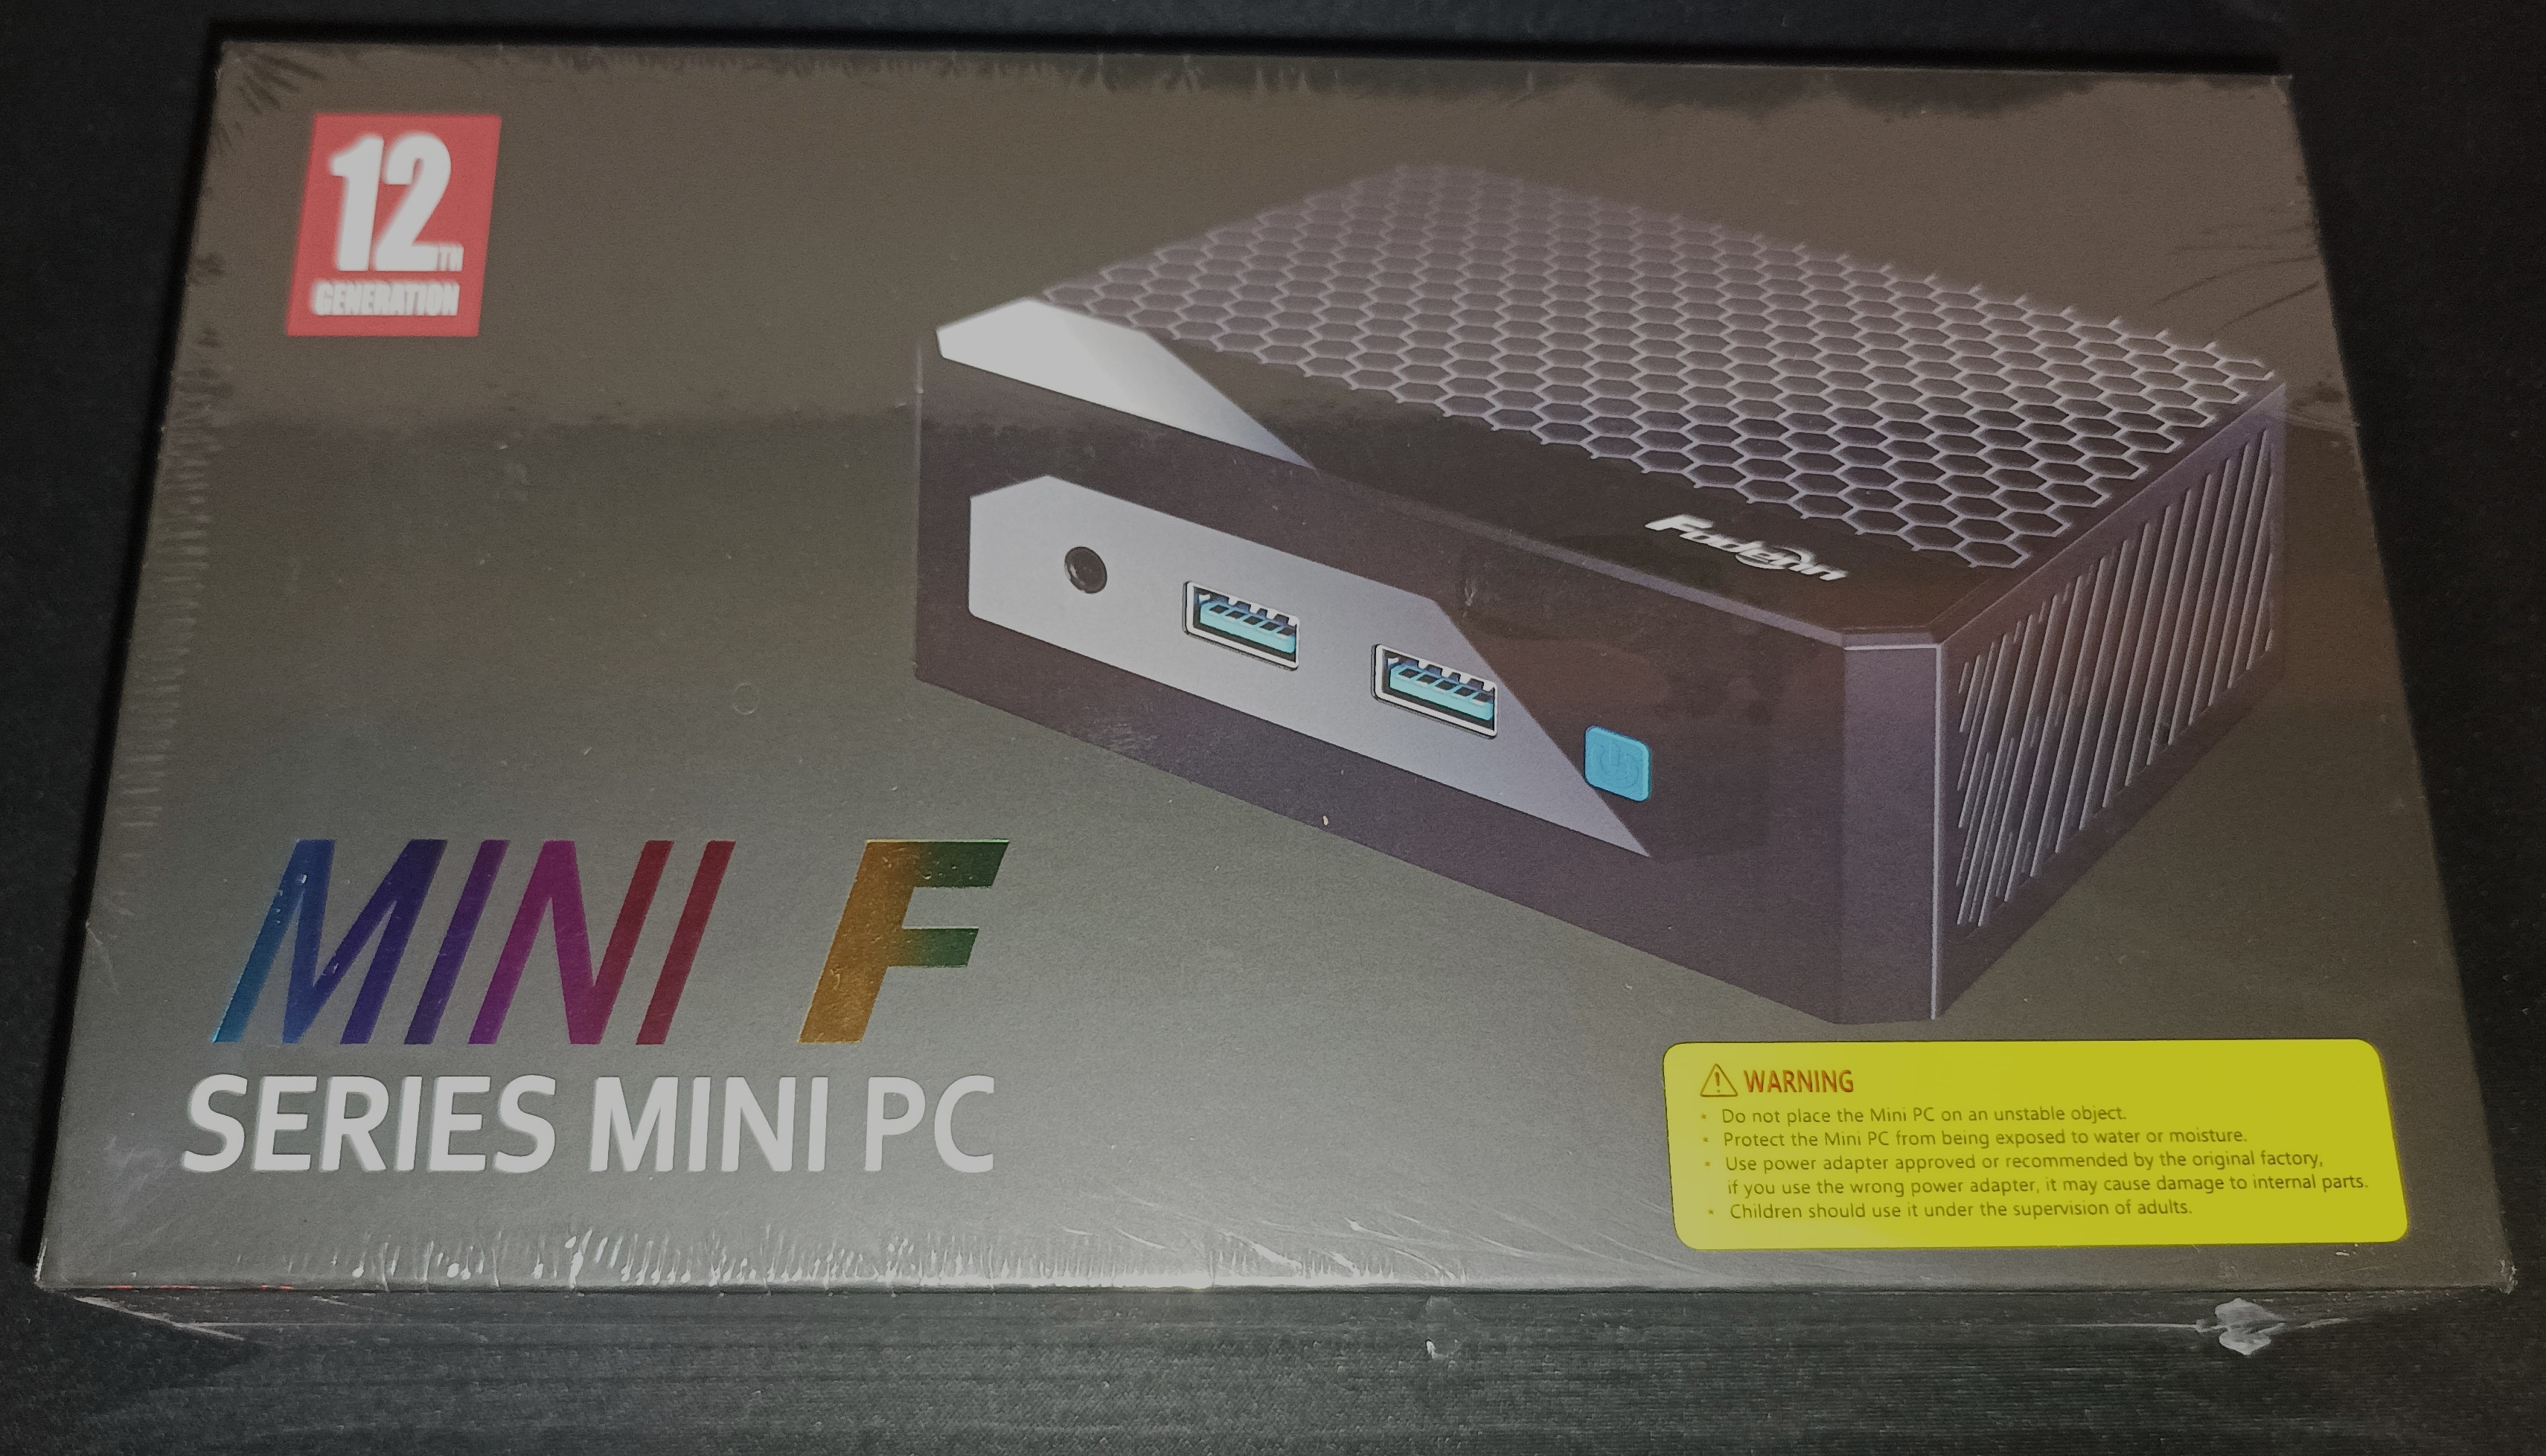 12TH
GENERATION
Fodenn
MINI F
SERIES MINI PC
WARNING
• Do not place the Mini PC on an unstable object.
• Protect the Mini PC from being exposed to water or moisture.
• Use power adapter approved or recommended by the original factory,
if you use the wrong power adapter, it may cause damage to internal parts.
• Children should use it under the supervision of adults.